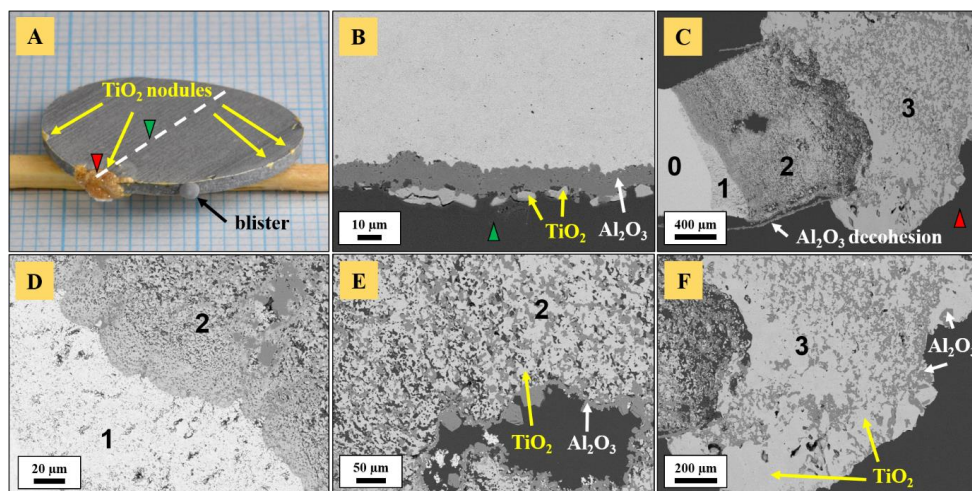 A
TiO₂ nodules
blister
B
10 µm
TiO₂
Al₂O₃
C
0
1
2
3
400 µm
Al₂O₃ decohesion
D
2
1
20 µm
E
2
TiO₂
Al₂O₃
50 µm
F
3
Al₂O₃
TiO₂
200 µm